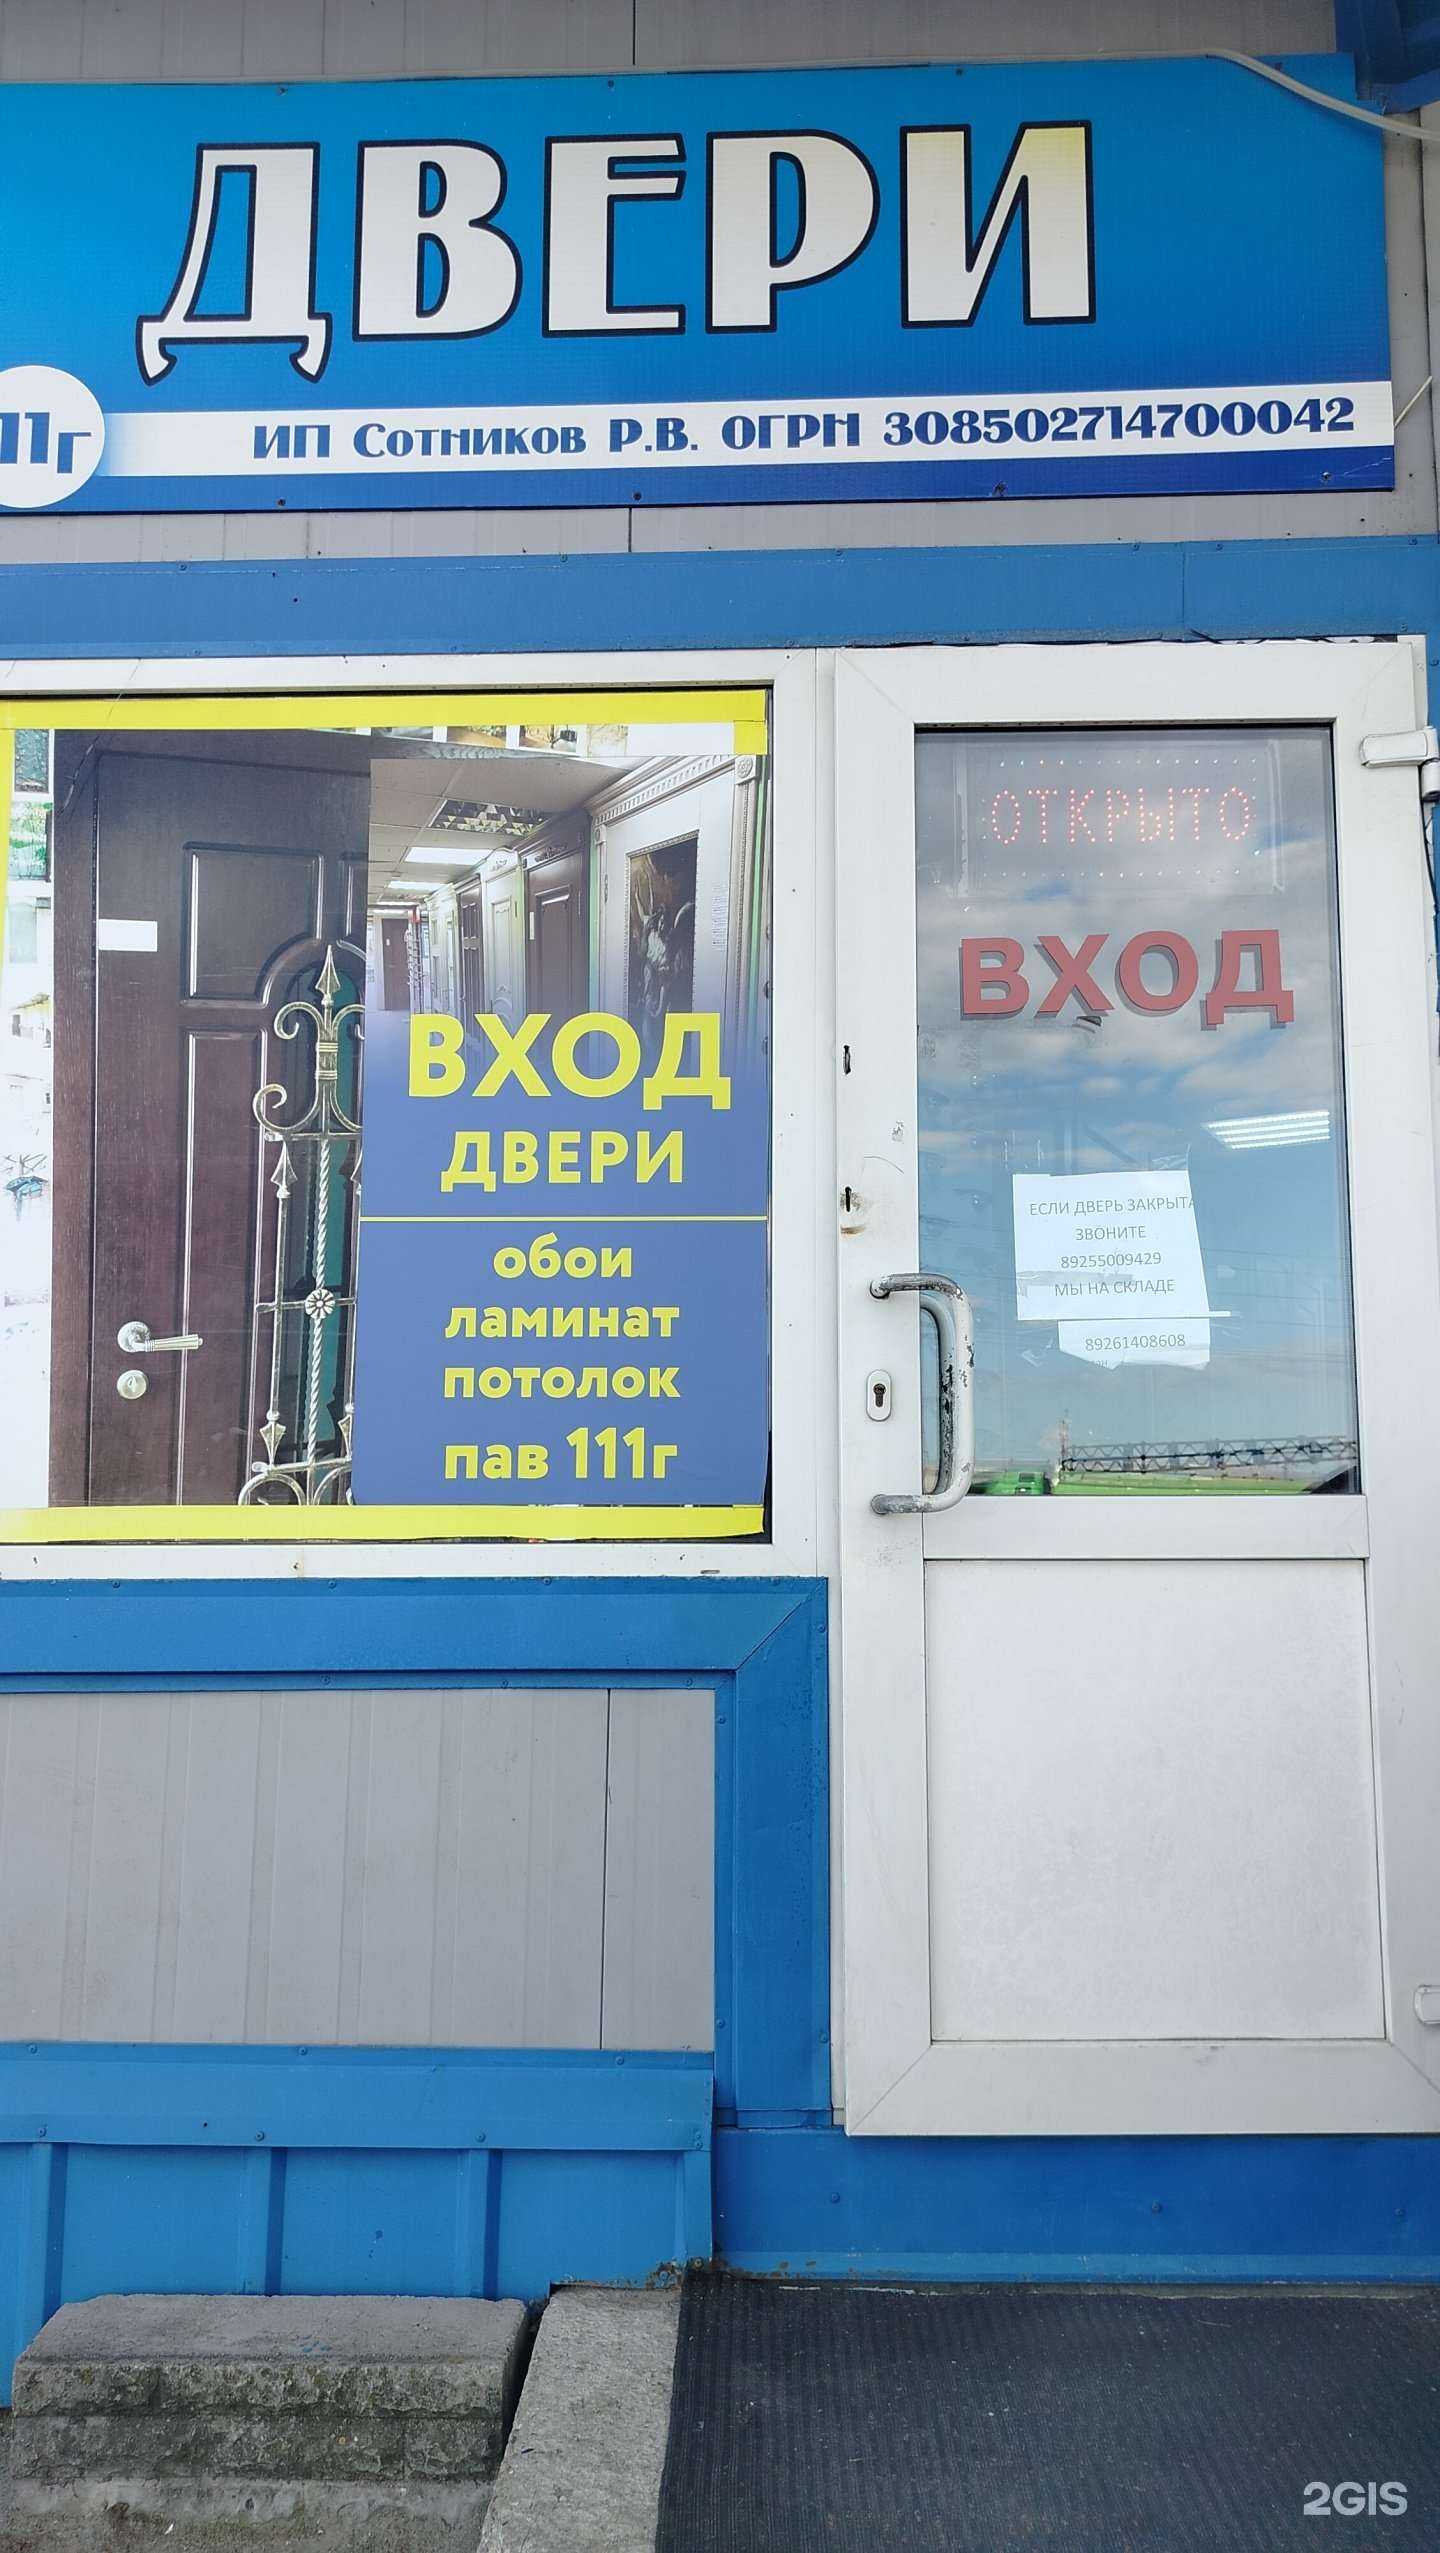 ДВЕРИ
11г
ИП Сотников Р.В. ОГРН 308502714700042
ВХОД
ДВЕРИ
обои
ламинат
потолок
пав 111г
ОТКРЫТО
ВХОД
ЕСЛИ ДВЕРЬ ЗАКРЫТА
ЗВОНИТЕ
89255009429
МЫ НА СКЛАДЕ
89261408608
2GIS